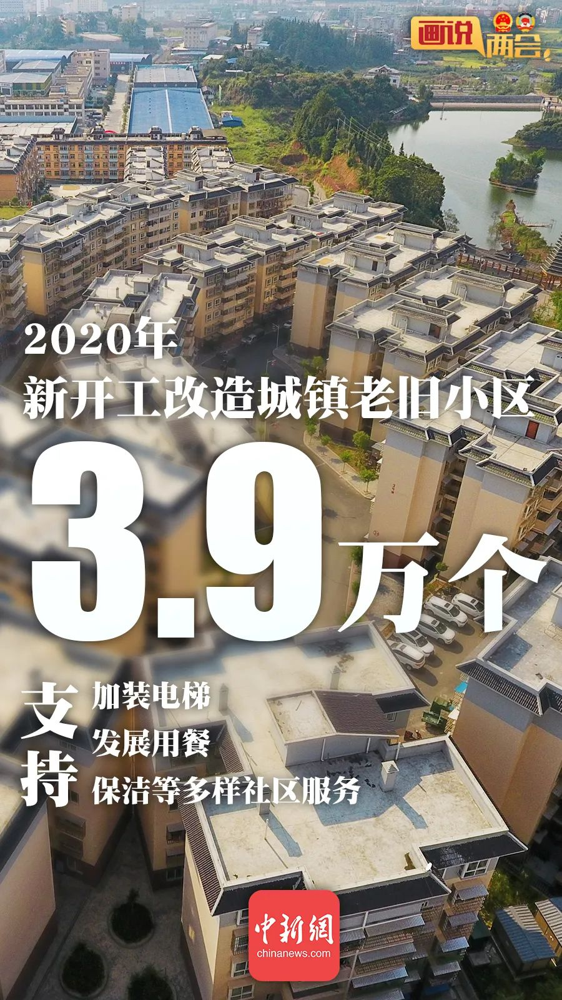 画说
两会
2020年
新开工改造城镇老旧小区
3.9万个
支持
加装电梯
发展用餐
保洁等多样社区服务
中新網
chinanews.com